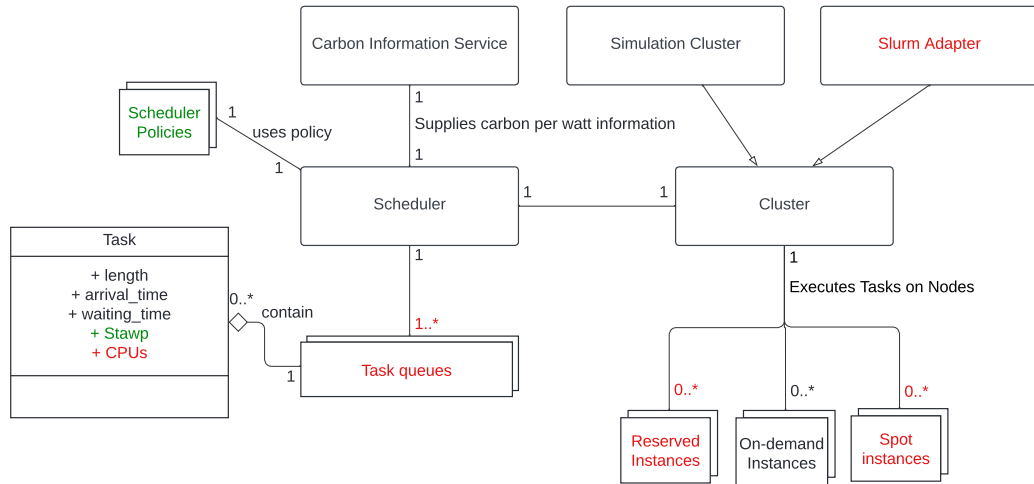 Carbon Information Service
Simulation Cluster
Slurm Adapter
Scheduler
Policies
1
uses policy
1
1
Supplies carbon per watt information
1
Scheduler
1
1
Cluster
Task
+ length
+ arrival_time
+ waiting_time
+ Stawp
+ CPUs
0..*
contain
1
1
1..*
Task queues
1
Executes Tasks on Nodes
0..*
0..*
0..*
Reserved
Instances
On-demand
Instances
Spot
instances